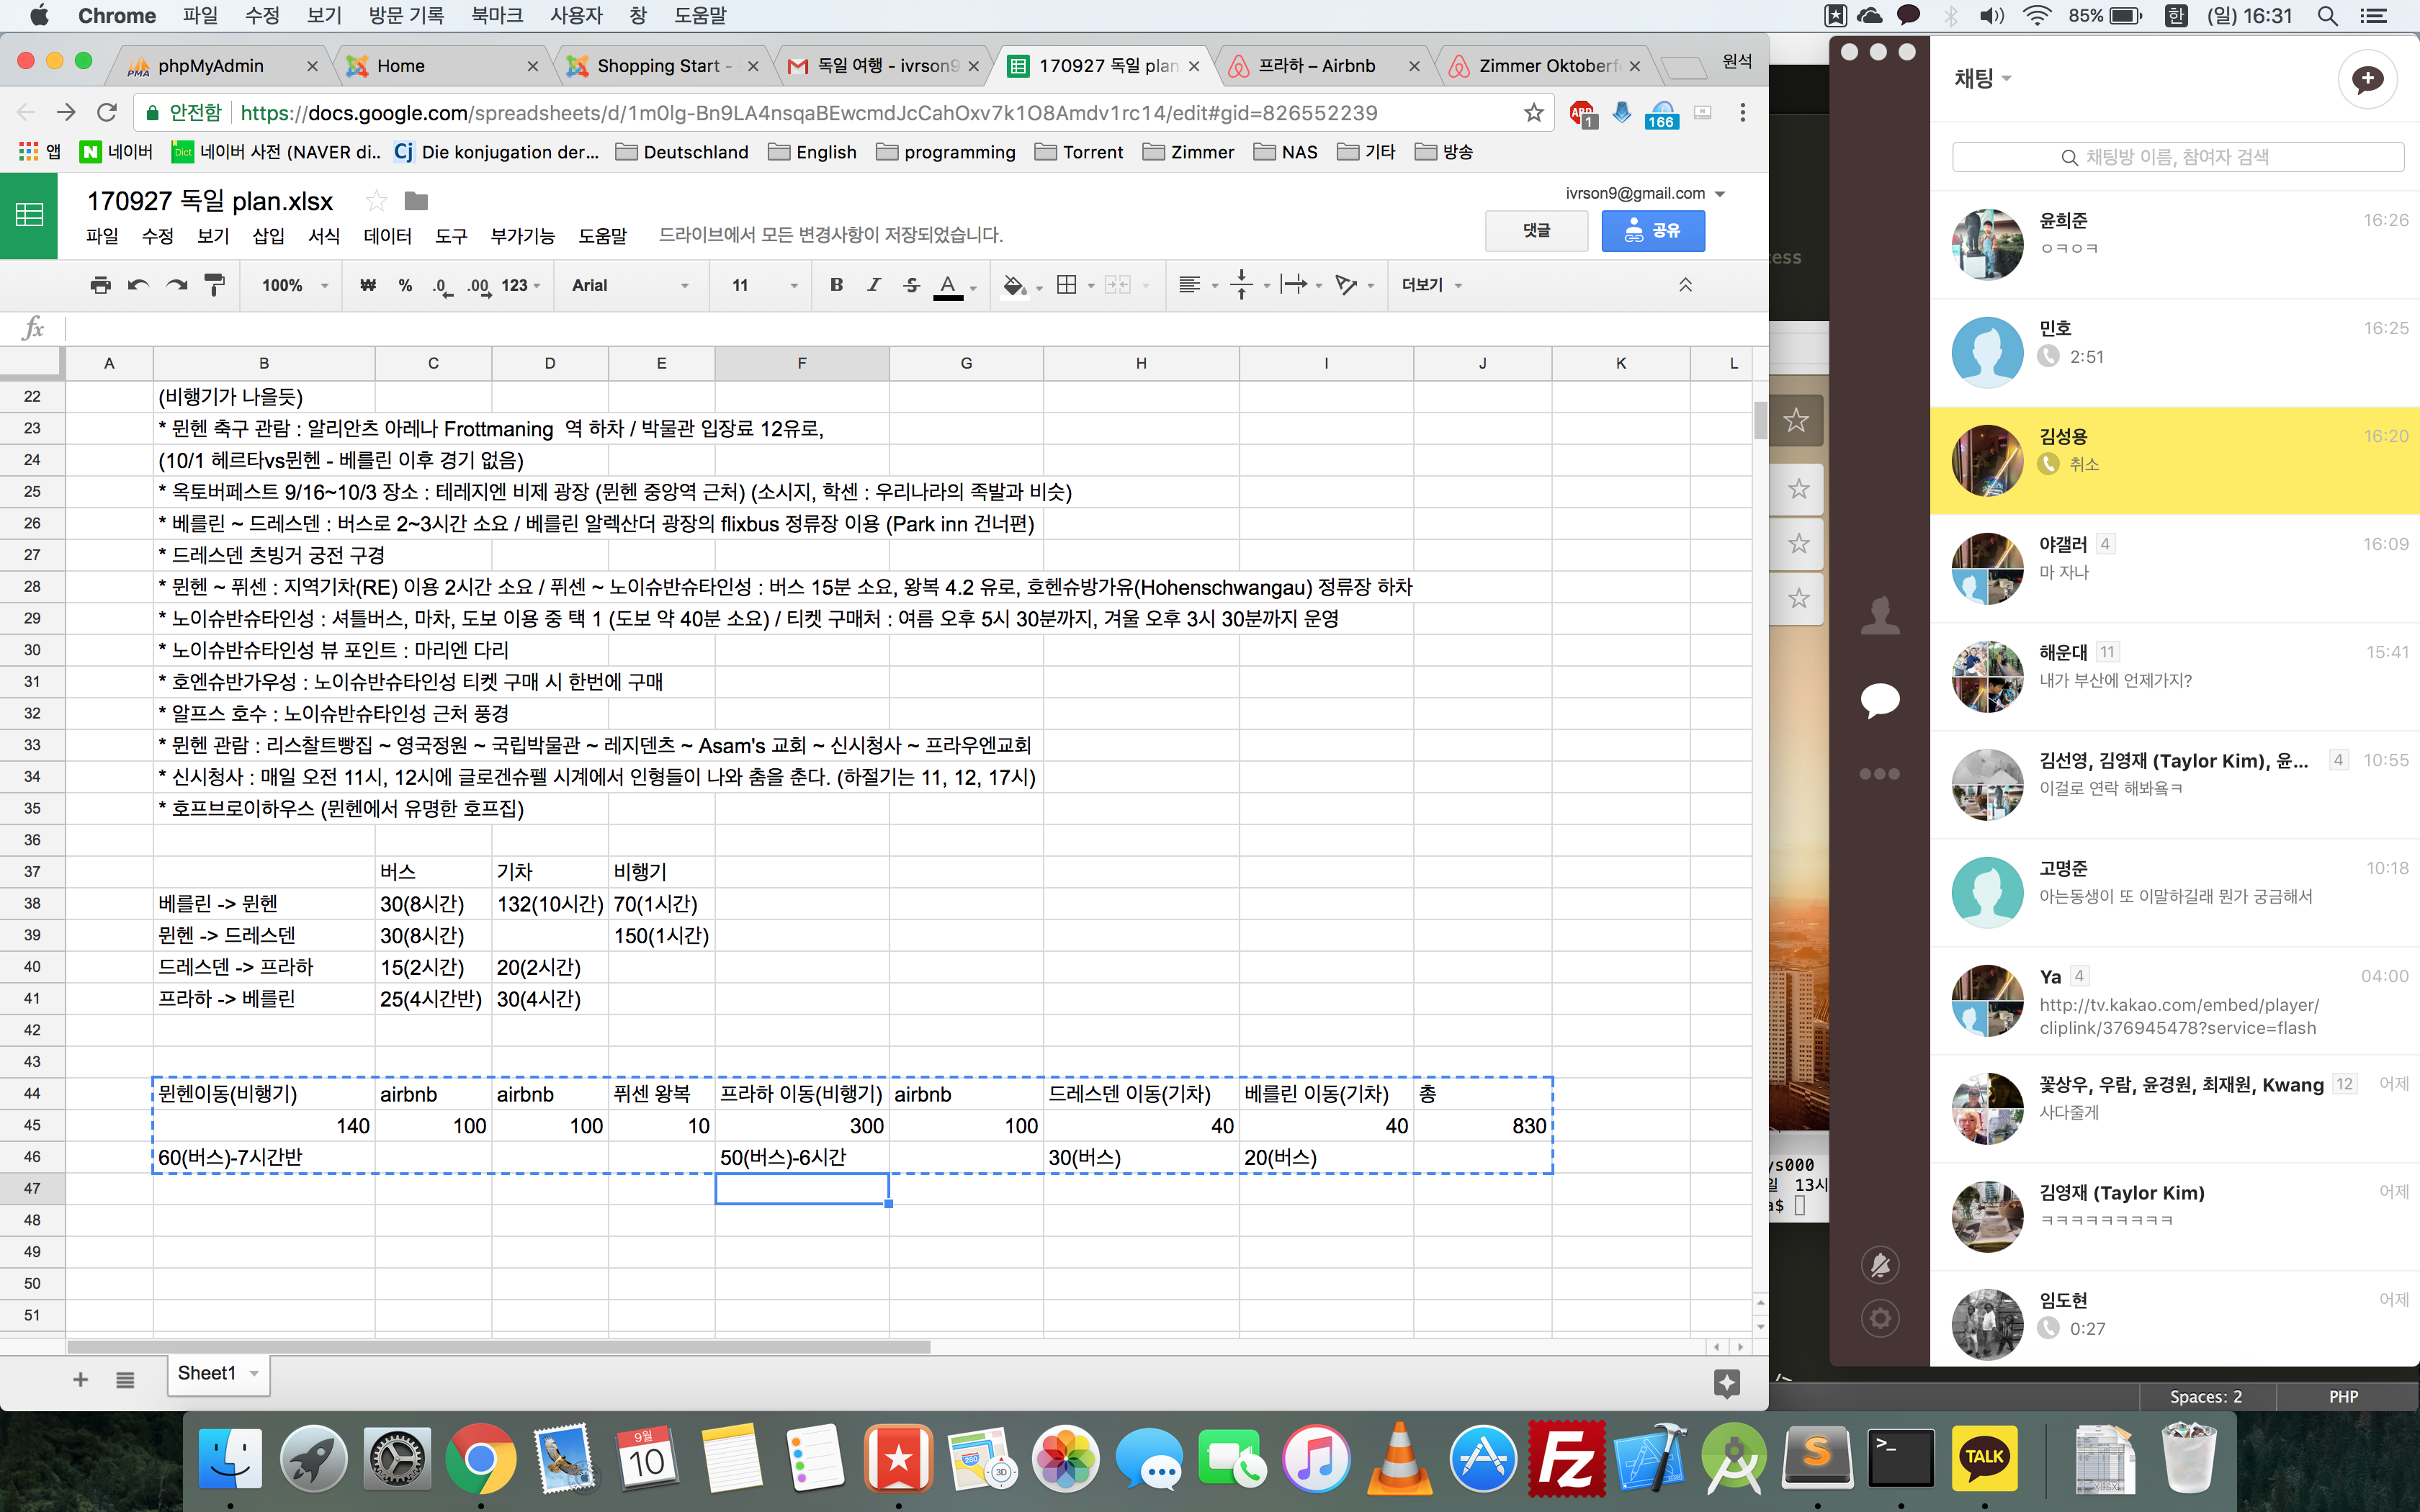 Chrome 파일 수정 보기 방문 기록 북마크 사용자 창 도움말 85% 한 (일) 16:31
phpMyAdmin Home Shopping Start - 독일 여행 - ivrson9 170927 독일 plan 프라하 – Airbnb Zimmer Oktoberf 원석
안전함 https://docs.google.com/spreadsheets/d/1m0lg-Bn9LA4nsqaBEwcmdJcCahOxv7k1O8Amdv1rc14/edit#gid=826552239 ABP 1 166
앱 네이버 네이버 사전 (NAVER di.. Die konjugation der... Deutschland English programming Torrent Zimmer NAS 기타 방송
170927 독일 plan.xlsx
ivrson9@gmail.com
파일 수정 보기 삽입 서식 데이터 도구 부가기능 도움말 드라이브에서 모든 변경사항이 저장되었습니다.
댓글 공유
100% ₩ % .0 .00 123 Arial 11 B I S A 더보기
fx
A B C D E F G H I J K L
22 (비행기가 나을듯)
23 * 뮌헨 축구 관람 : 알리안츠 아레나 Frottmaning 역 하차 / 박물관 입장료 12유로,
24 (10/1 헤르타vs뮌헨 - 베를린 이후 경기 없음)
25 * 옥토버페스트 9/16~10/3 장소 : 테레지엔 비제 광장 (뮌헨 중앙역 근처) (소시지, 학센 : 우리나라의 족발과 비슷)
26 * 베를린 ~ 드레스덴 : 버스로 2~3시간 소요 / 베를린 알렉산더 광장의 flixbus 정류장 이용 (Park inn 건너편)
27 * 드레스덴 츠빙거 궁전 구경
28 * 뮌헨 ~ 퓌센 : 지역기차(RE) 이용 2시간 소요 / 퓌센 ~ 노이슈반슈타인성 : 버스 15분 소요, 왕복 4.2 유로, 호헨슈방가유(Hohenschwangau) 정류장 하차
29 * 노이슈반슈타인성 : 셔틀버스, 마차, 도보 이용 중 택 1 (도보 약 40분 소요) / 티켓 구매처 : 여름 오후 5시 30분까지, 겨울 오후 3시 30분까지 운영
30 * 노이슈반슈타인성 뷰 포인트 : 마리엔 다리
31 * 호엔슈반가우성 : 노이슈반슈타인성 티켓 구매 시 한번에 구매
32 * 알프스 호수 : 노이슈반슈타인성 근처 풍경
33 * 뮌헨 관람 : 리스찰트빵집 ~ 영국정원 ~ 국립박물관 ~ 레지덴츠 ~ Asam's 교회 ~ 신시청사 ~ 프라우엔교회
34 * 신시청사 : 매일 오전 11시, 12시에 글로겐슈펠 시계에서 인형들이 나와 춤을 춘다. (하절기는 11, 12, 17시)
35 * 호프브로이하우스 (뮌헨에서 유명한 호프집)
36
37 버스 기차 비행기
38 베를린 -> 뮌헨 30(8시간) 132(10시간) 70(1시간)
39 뮌헨 -> 드레스덴 30(8시간) 150(1시간)
40 드레스덴 -> 프라하 15(2시간) 20(2시간)
41 프라하 -> 베를린 25(4시간반) 30(4시간)
42
43
44 뮌헨이동(비행기) airbnb airbnb 퓌센 왕복 프라하 이동(비행기) airbnb 드레스덴 이동(기차) 베를린 이동(기차) 총
45 140 100 100 10 300 100 40 40 830
46 60(버스)-7시간반 50(버스)-6시간 30(버스) 20(버스)
47
48
49
50
51
Sheet1
ess
ys000
일 13시
a$
/>
Spaces: 2 PHP
채팅
채팅방 이름, 참여자 검색
윤희준 16:26
ㅇㅋㅇㅋ
민호 16:25
2:51
김성용 16:20
취소
야갤러 4 16:09
마 자나
해운대 11 15:41
내가 부산에 언제가지?
김선영, 김영재 (Taylor Kim), 윤... 4 10:55
이걸로 연락 해봐욬ㅋ
고명준 10:18
아는동생이 또 이말하길래 뭔가 궁금해서
Ya 4 04:00
http://tv.kakao.com/embed/player/
cliplink/376945478?service=flash
꽃상우, 우람, 윤경원, 최재원, Kwang 12 어제
사다줄게
김영재 (Taylor Kim) 어제
ㅋㅋㅋㅋㅋㅋㅋㅋㅋ
임도현 어제
0:27
9월
10
280
3D
Fz
S
>_
TALK
XLSX